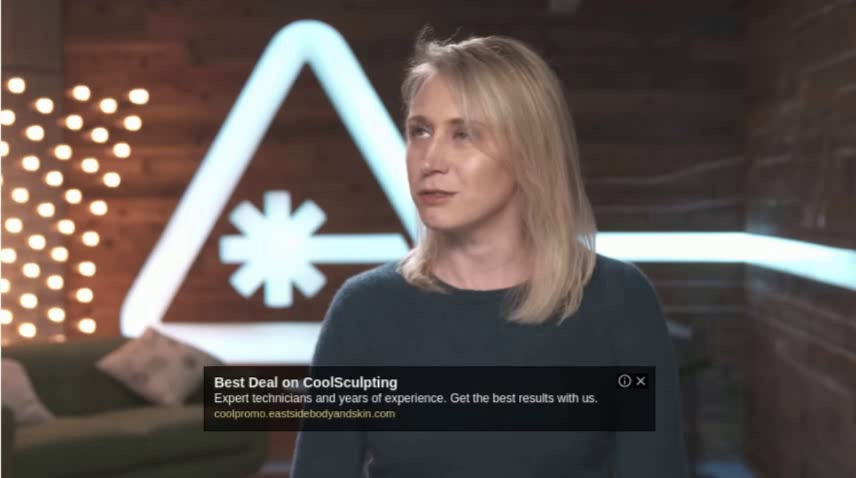 Best Deal on CoolSculpting
Expert technicians and years of experience. Get the best results with us.
coolpromo.eastsidebodyandskin.com